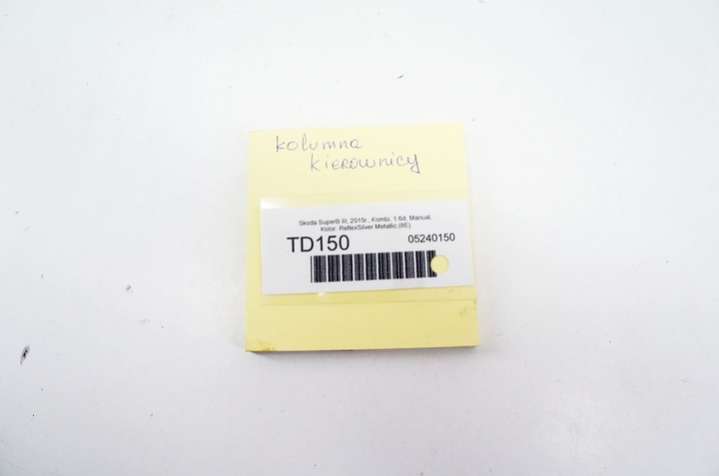 kolumna
kierownicy
Skoda SuperB III, 2015r., Kombi, 1.6d, Manual,
Kolor: ReflexSilver Metallic (8E)
TD150 05240150